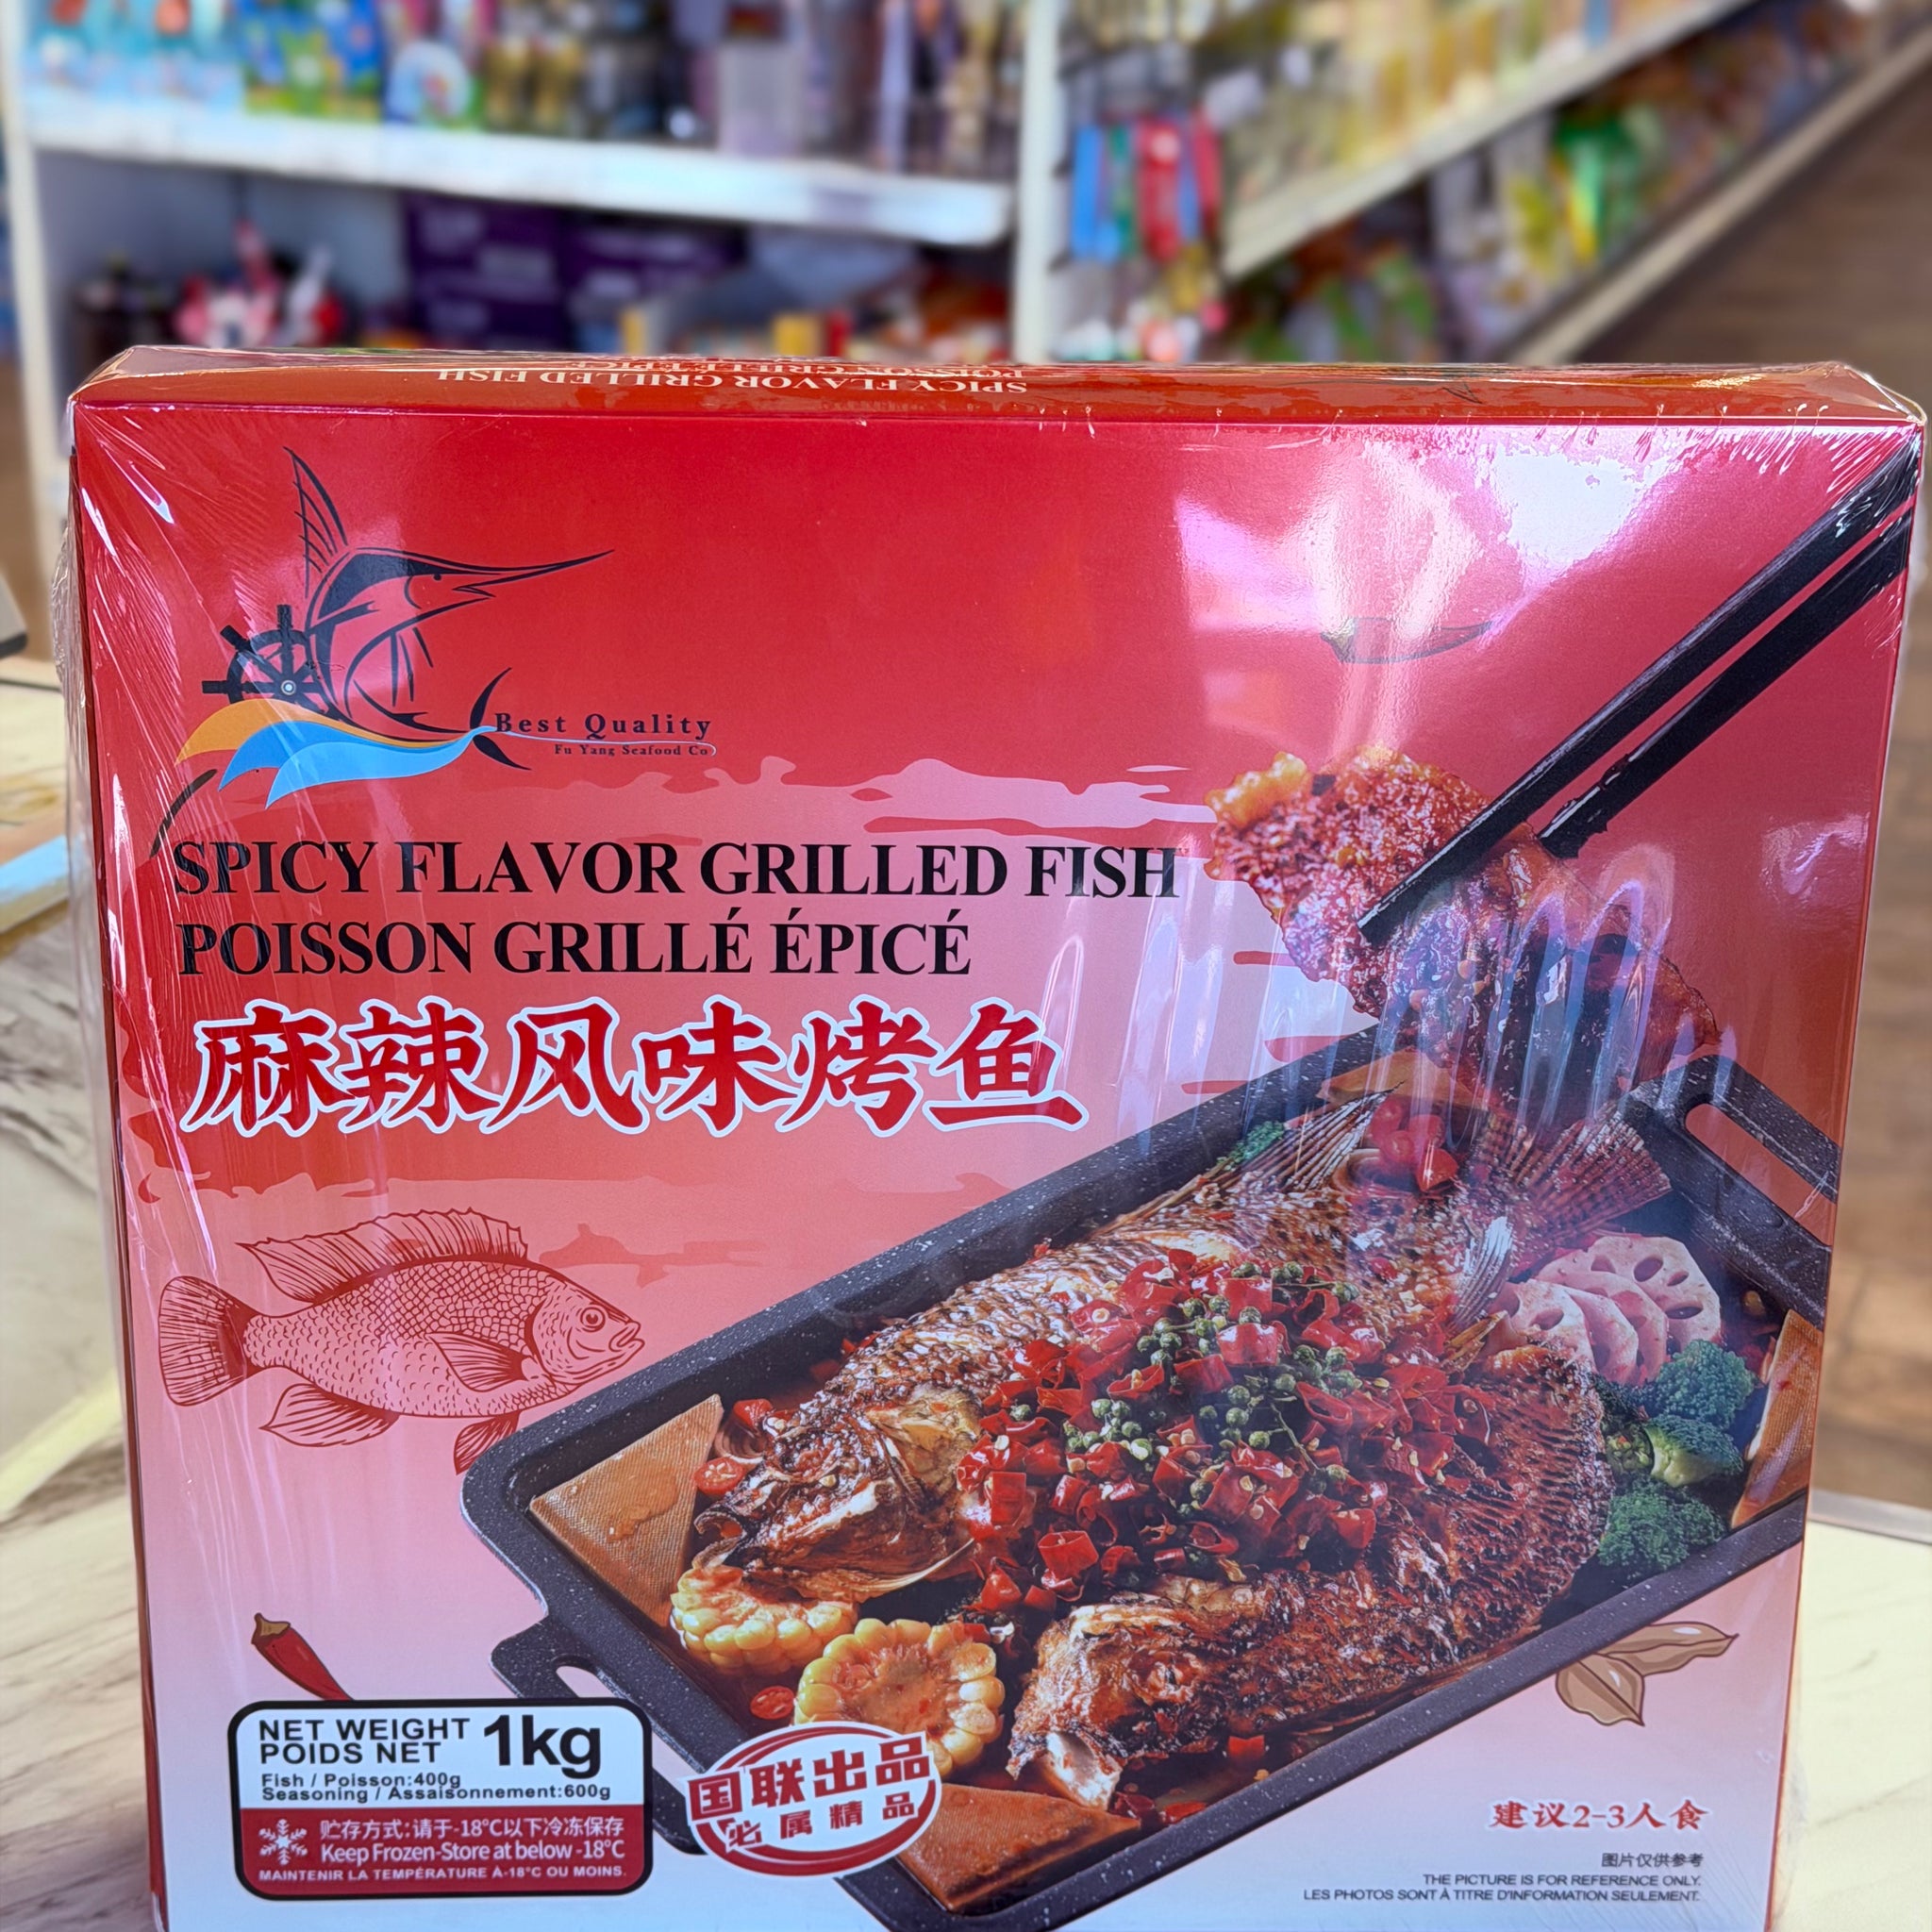 SPICY FLAVOR GRILLED FISH
POISSON GRILLÉ ÉPICÉ
Best Quality
Fu Yang Seafood Co
SPICY FLAVOR GRILLED FISH
POISSON GRILLÉ ÉPICÉ
麻辣风味烤鱼
NET WEIGHT 1kg
POIDS NET
Fish / Poisson:400g
Seasoning / Assaisonnement:600g
贮存方式:请于-18°C以下冷冻保存
Keep Frozen-Store at below -18°C
MAINTENIR LA TEMPÉRATURE À-18°C OU MOINS.
国联出品
必属精品
建议2-3人食
图片仅供参考
THE PICTURE IS FOR REFERENCE ONLY.
LES PHOTOS SONT À TITRE D'INFORMATION SEULEMENT.